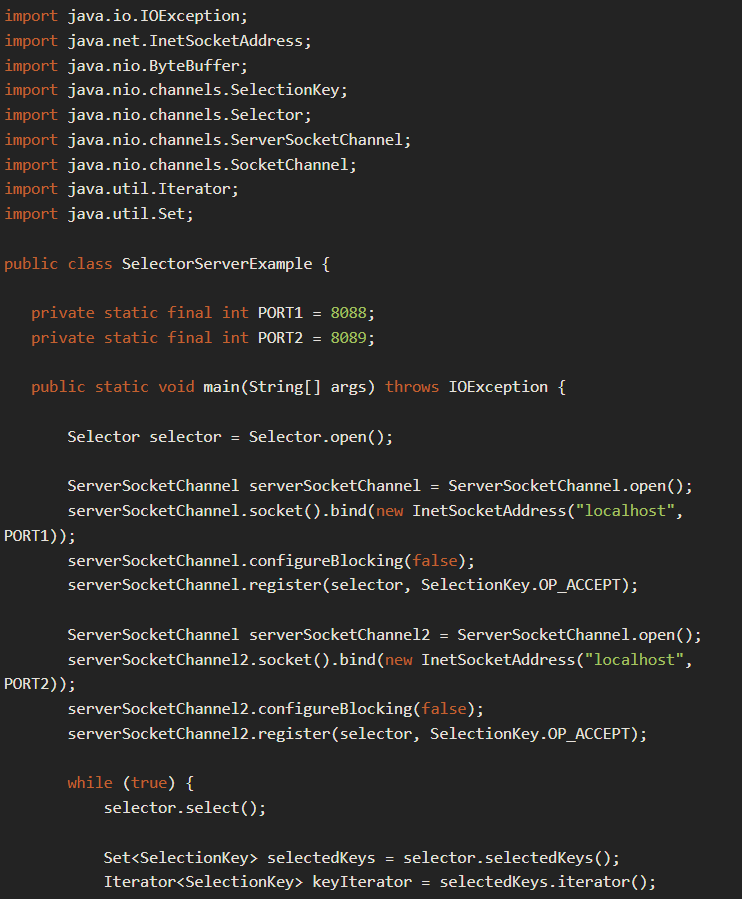 import java.io.IOException;
import java.net.InetSocketAddress;
import java.nio.ByteBuffer;
import java.nio.channels.SelectionKey;
import java.nio.channels.Selector;
import java.nio.channels.ServerSocketChannel;
import java.nio.channels.SocketChannel;
import java.util.Iterator;
import java.util.Set;

public class SelectorServerExample {

   private static final int PORT1 = 8088;
   private static final int PORT2 = 8089;

   public static void main(String[] args) throws IOException {

       Selector selector = Selector.open();

       ServerSocketChannel serverSocketChannel = ServerSocketChannel.open();
       serverSocketChannel.socket().bind(new InetSocketAddress("localhost",
PORT1));
       serverSocketChannel.configureBlocking(false);
       serverSocketChannel.register(selector, SelectionKey.OP_ACCEPT);

       ServerSocketChannel serverSocketChannel2 = ServerSocketChannel.open();
       serverSocketChannel2.socket().bind(new InetSocketAddress("localhost",
PORT2));
       serverSocketChannel2.configureBlocking(false);
       serverSocketChannel2.register(selector, SelectionKey.OP_ACCEPT);

       while (true) {
           selector.select();

           Set<SelectionKey> selectedKeys = selector.selectedKeys();
           Iterator<SelectionKey> keyIterator = selectedKeys.iterator();